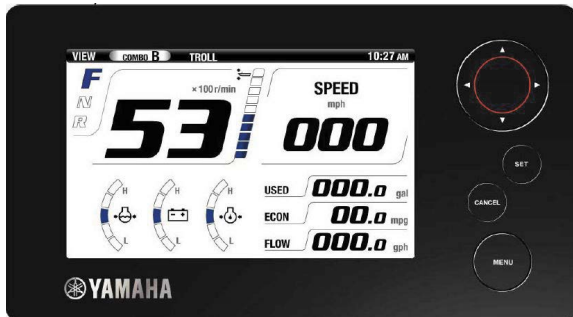 VIEW COMBO B TROLL 10:27 AM
F
N
R
×100 r/min
53
SPEED
mph
000
H
L
H
L
H
L
USED 000.0 gal
ECON 00.0 mpg
FLOW 000.0 gph
SET
CANCEL
MENU
YAMAHA